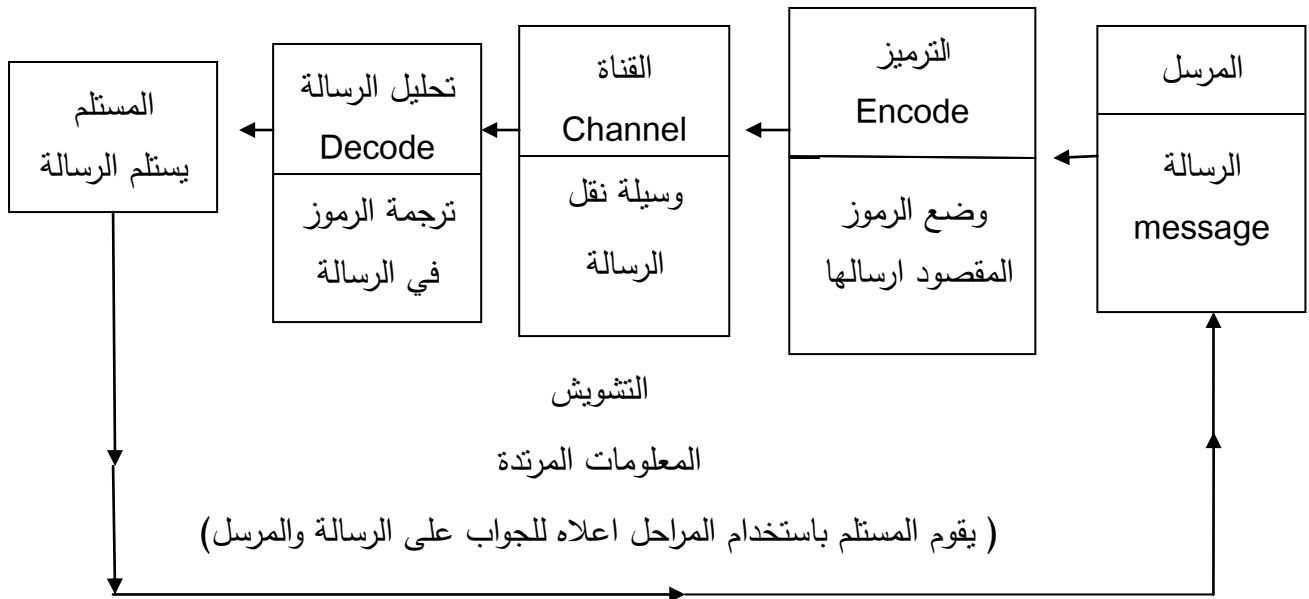 المرسل
الرسالة
message
الترميز
Encode
وضع الرموز
المقصود ارسالها
القناة
Channel
وسيلة نقل
الرسالة
تحليل الرسالة
Decode
ترجمة الرموز
في الرسالة
المستلم
يستلم الرسالة
التشويش
المعلومات المرتدة
( يقوم المستلم باستخدام المراحل اعلاه للجواب على الرسالة والمرسل)